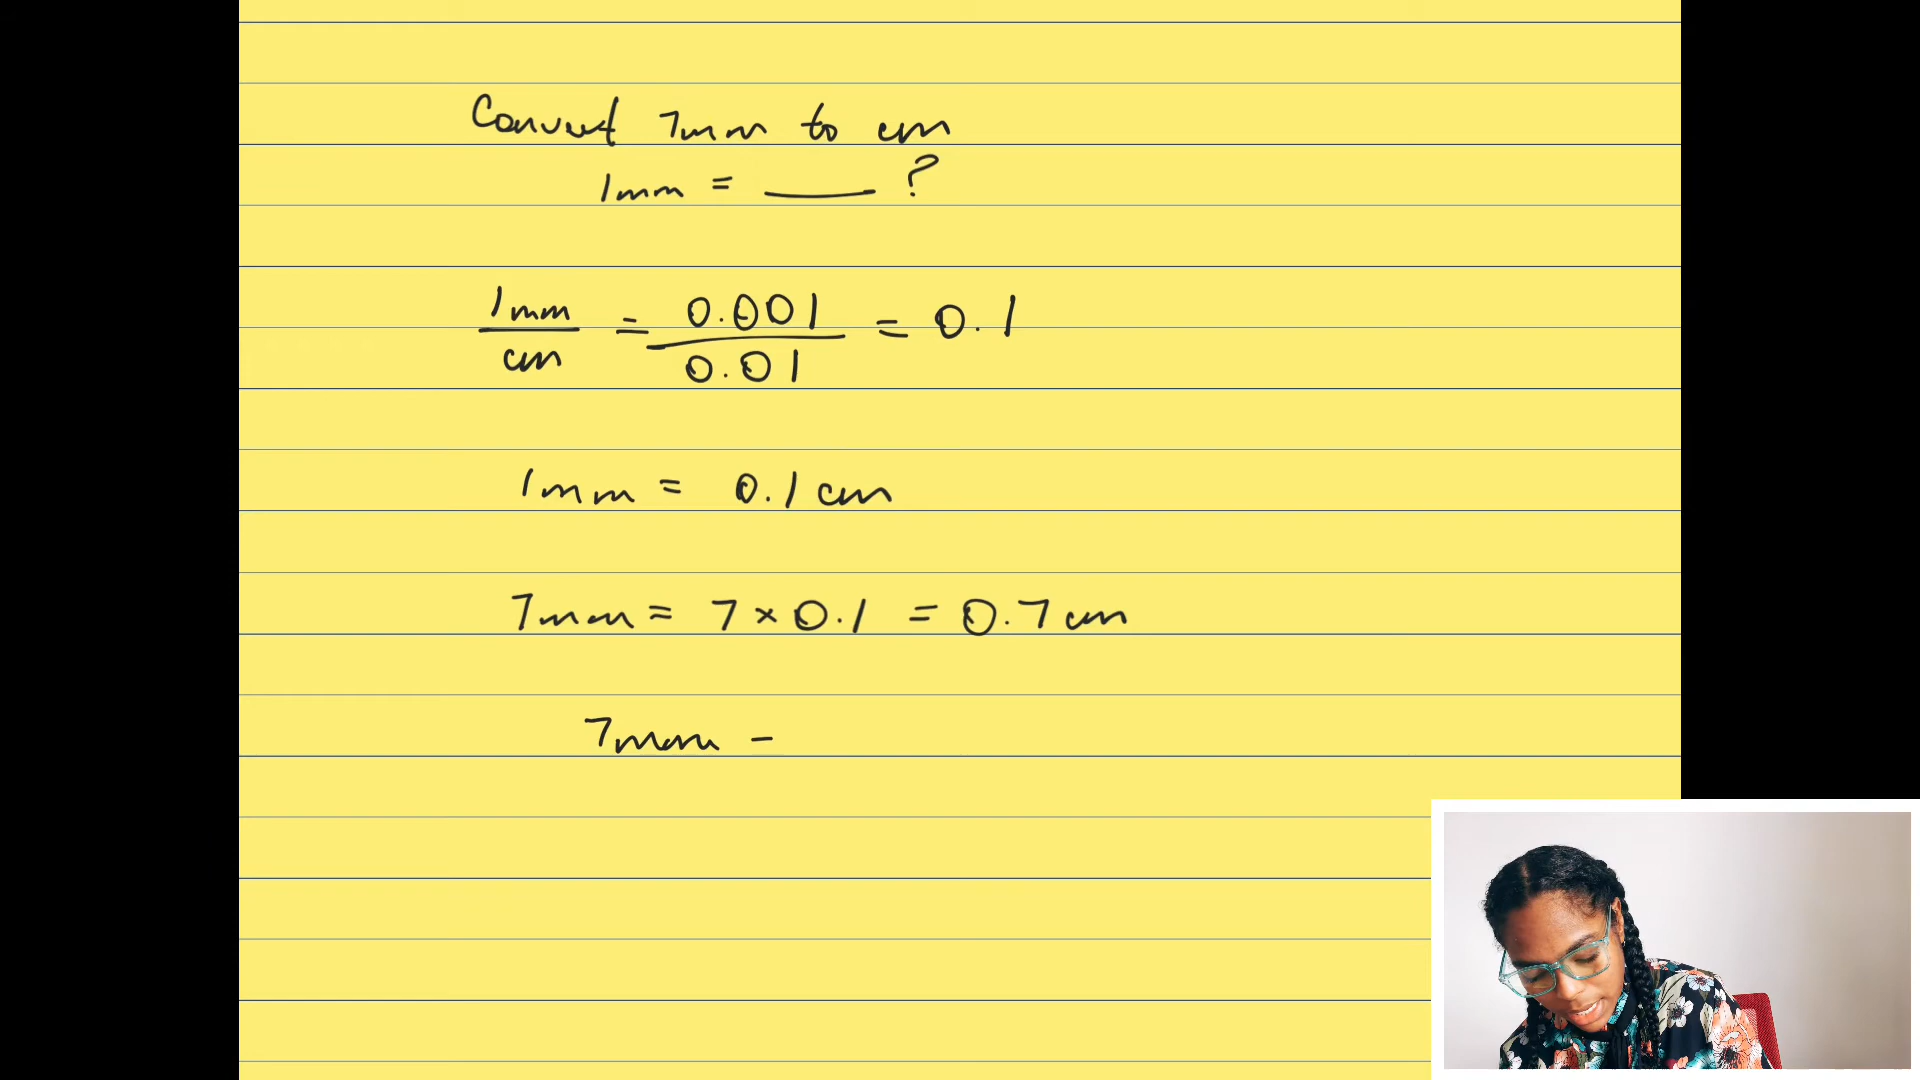 Convert 7mm to cm
1mm = ____ ?
1mm/cm = 0.001/0.01 = 0.1
1mm = 0.1 cm
7mm = 7 × 0.1 = 0.7 cm
7mm -